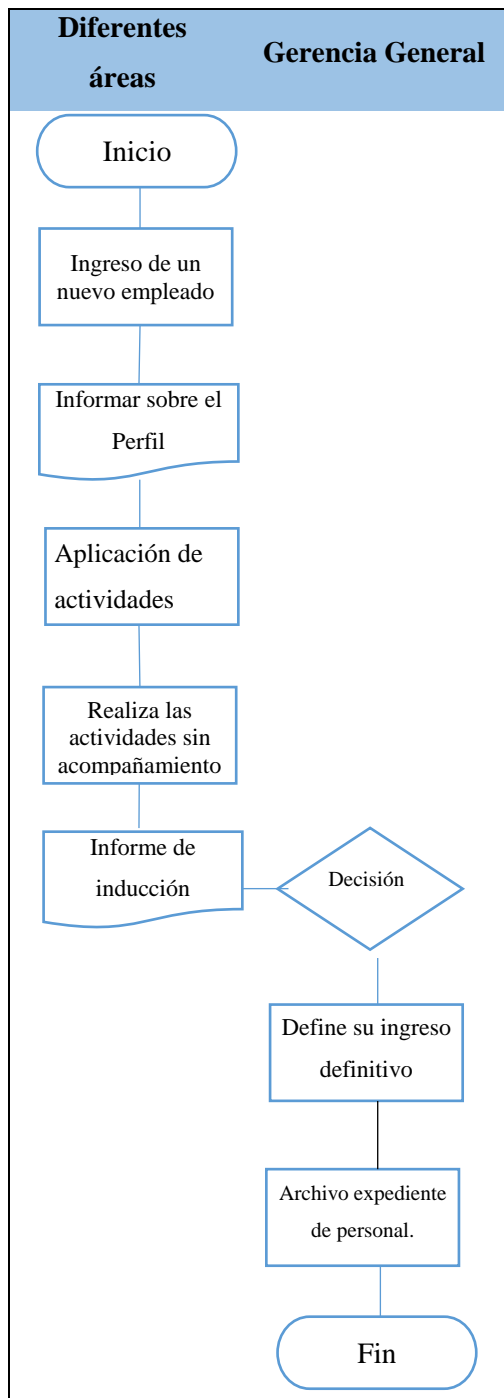 Diferentes
áreas
Gerencia General
Inicio
Ingreso de un
nuevo empleado
Informar sobre el
Perfil
Aplicación de
actividades
Realiza las
actividades sin
acompañamiento
Informe de
inducción
Decisión
Define su ingreso
definitivo
Archivo expediente
de personal.
Fin